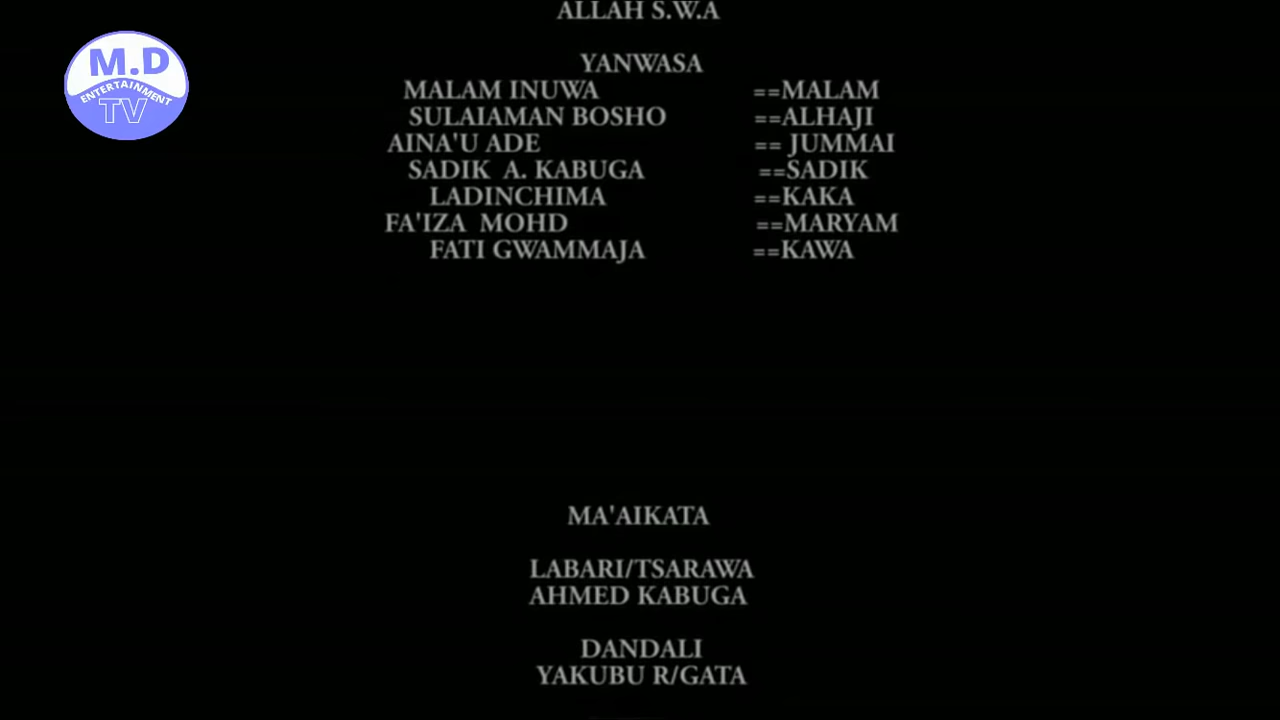 ALLAH S.W.A
M.D
ENTERTAINMENT
TV
YANWASA
MALAM INUWA ==MALAM
SULAIAMAN BOSHO ==ALHAJI
AINA'U ADE == JUMMAI
SADIK A. KABUGA ==SADIK
LADINCHIMA ==KAKA
FA'IZA MOHD ==MARYAM
FATI GWAMMAJA ==KAWA
MA'AIKATA
LABARI/TSARAWA
AHMED KABUGA
DANDALI
YAKUBU R/GATA